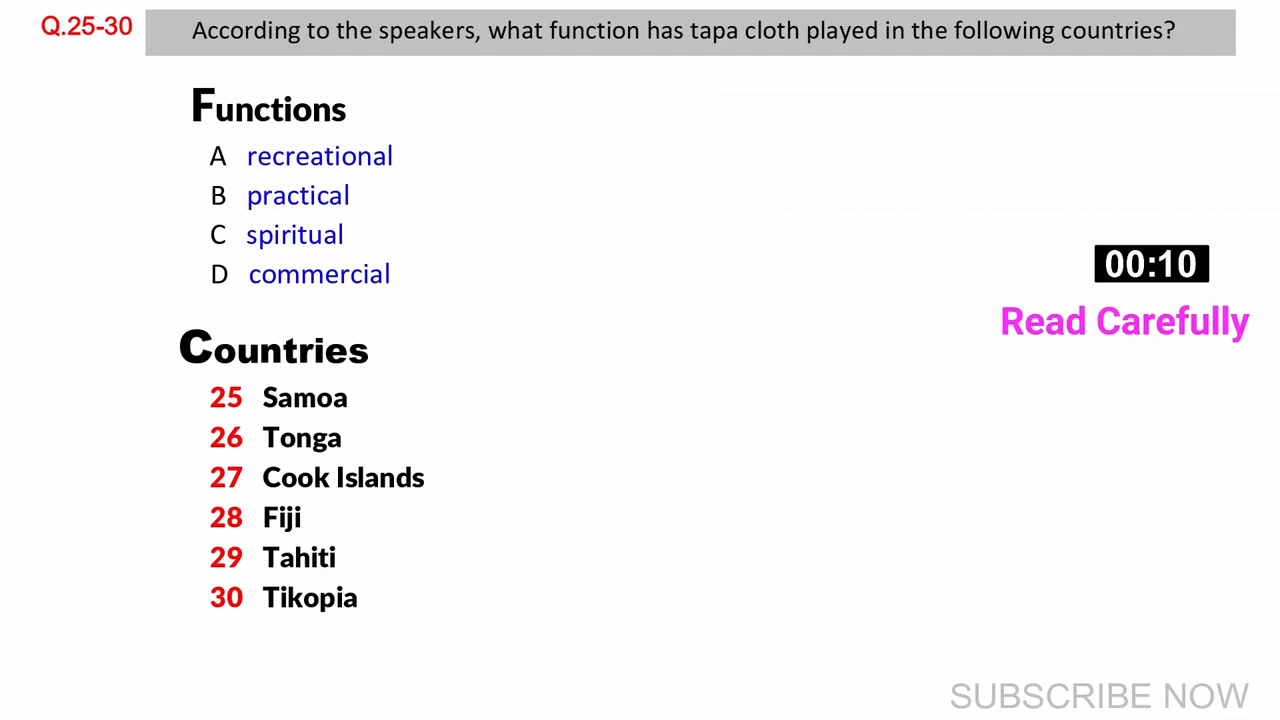 Q.25-30
According to the speakers, what function has tapa cloth played in the following countries?
Functions
A recreational
B practical
C spiritual
D commercial
00:10
Read Carefully
Countries
25 Samoa
26 Tonga
27 Cook Islands
28 Fiji
29 Tahiti
30 Tikopia
SUBSCRIBE NOW